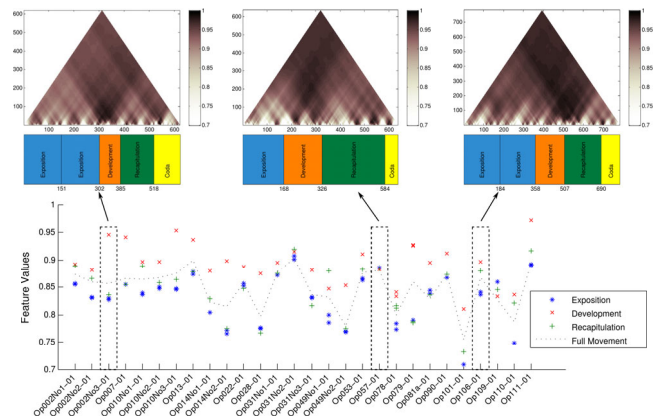 600
500
400
300
200
100
100 200 300 400 500 600
1
0.95
0.9
0.85
0.8
0.75
0.7
Exposition
Exposition
Development
Recapitulation
Coda
151 302 385 518
600
500
400
300
200
100
100 200 300 400 500 600
1
0.95
0.9
0.85
0.8
0.75
0.7
Exposition
Development
Recapitulation
Coda
168 326 584
700
600
500
400
300
200
100
100 200 300 400 500 600 700
1
0.95
0.9
0.85
0.8
0.75
0.7
Exposition
Exposition
Development
Recapitulation
Coda
184 358 507 690
Feature Values
1
0.95
0.9
0.85
0.8
0.75
0.7
Exposition
Development
Recapitulation
Full Movement
Op002No1–01
Op002No2–01
Op002No3–01
Op007–01
Op010No1–01
Op010No2–01
Op010No3–01
Op013–01
Op014No1–01
Op014No2–01
Op022–01
Op028–01
Op031No1–01
Op031No2–01
Op031No3–01
Op049No1–01
Op049No2–01
Op053–01
Op057–01
Op078–01
Op079–01
Op081a–01
Op090–01
Op101–01
Op106–01
Op109–01
Op110–01
Op111–01